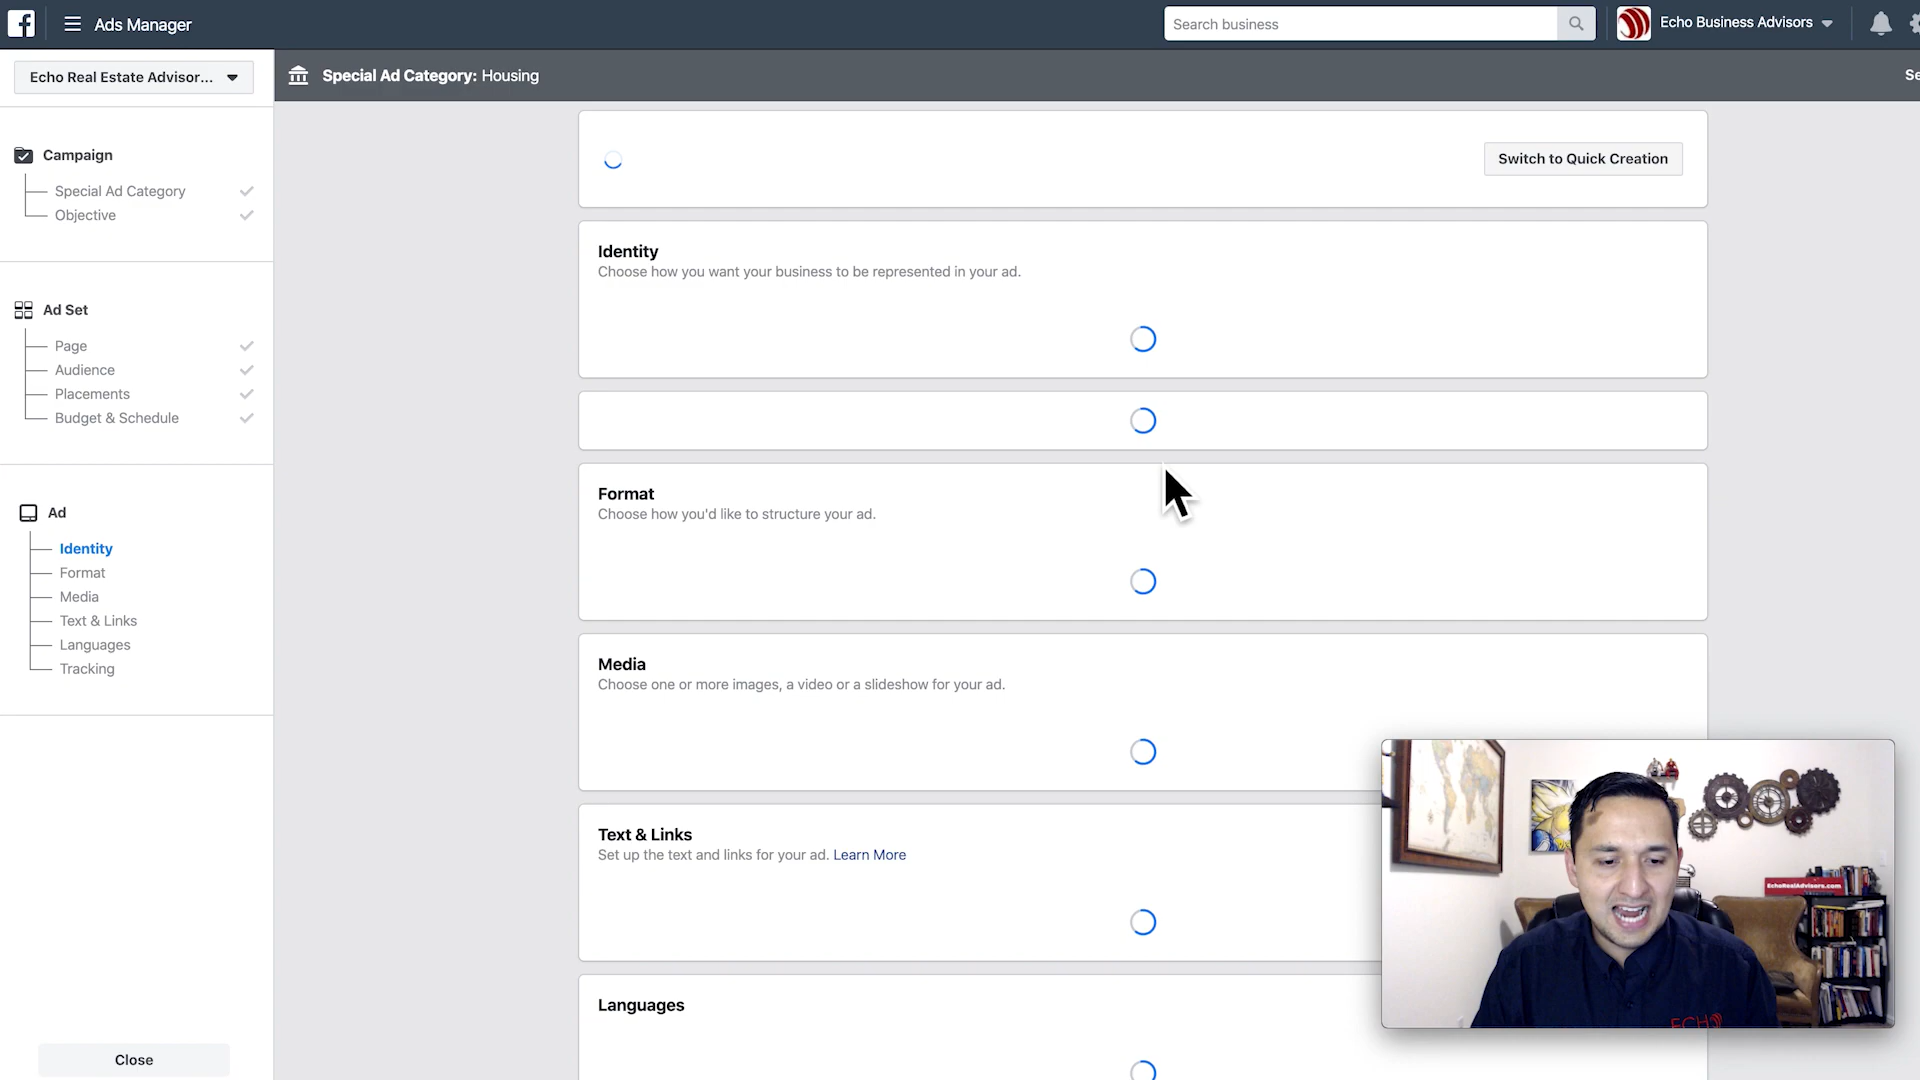 Ads Manager
Search business
Echo Business Advisors
Echo Real Estate Advisor...
Special Ad Category: Housing
Se
Campaign
Special Ad Category
Objective
Ad Set
Page
Audience
Placements
Budget & Schedule
Ad
Identity
Format
Media
Text & Links
Languages
Tracking
Close
Switch to Quick Creation
Identity
Choose how you want your business to be represented in your ad.
Format
Choose how you'd like to structure your ad.
Media
Choose one or more images, a video or a slideshow for your ad.
Text & Links
Set up the text and links for your ad. Learn More
Languages
EchoRealAdvisors.com
ECHO